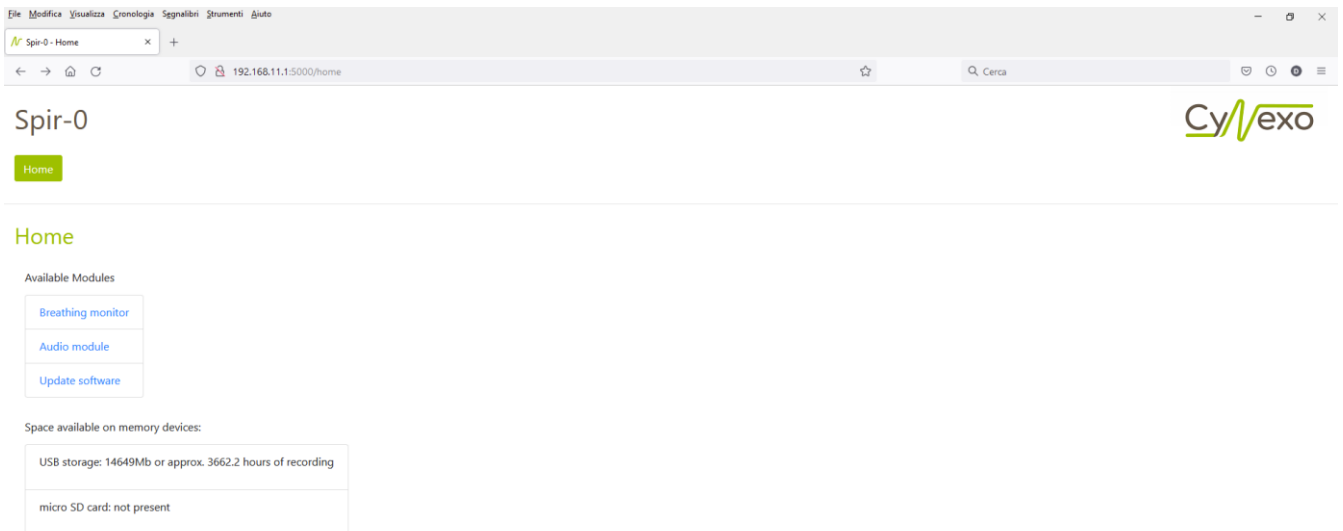 File Modifica Visualizza Cronologia Segnalibri Strumenti Aiuto
Spir-0 - Home
192.168.11.1:5000/home
Cerca
Spir-0
CyNexo
Home
Home
Available Modules
Breathing monitor
Audio module
Update software
Space available on memory devices:
USB storage: 14649Mb or approx. 3662.2 hours of recording
micro SD card: not present